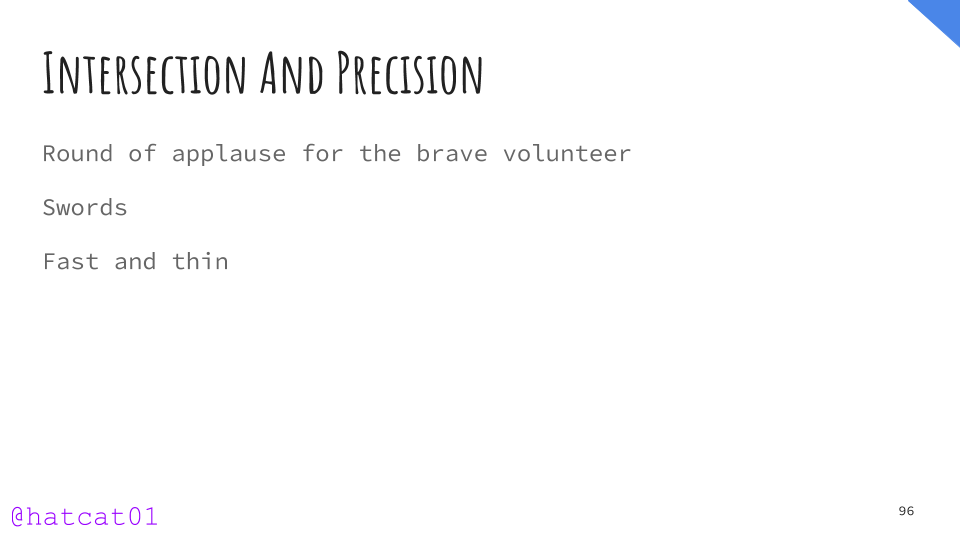 Intersection And Precision
Round of applause for the brave volunteer
Swords
Fast and thin
@hatcat01
96